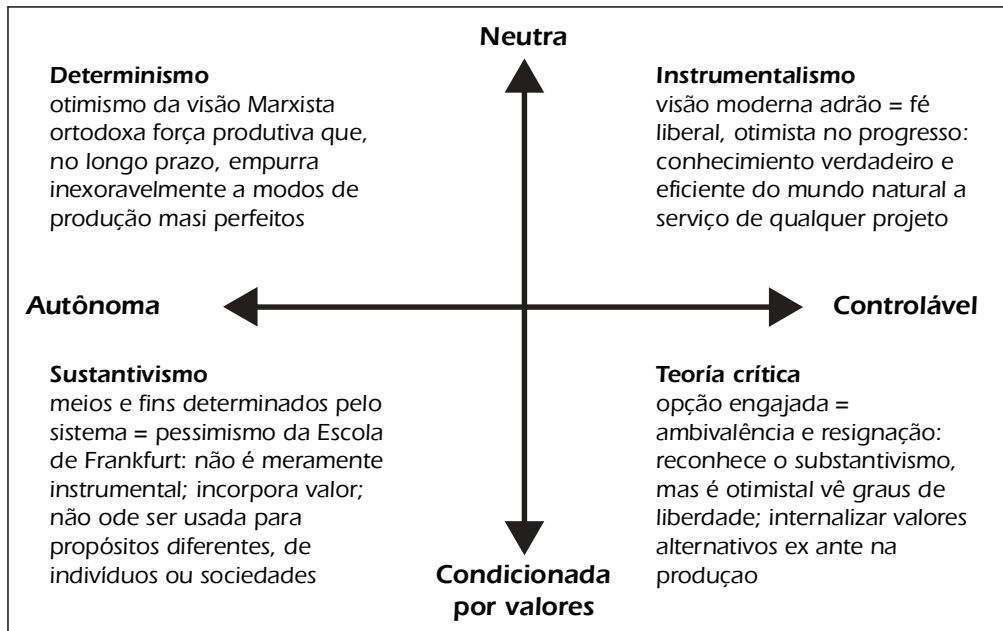 Neutra
Determinismo
otimismo da visão Marxista
ortodoxa força produtiva que,
no longo prazo, empurra
inexoravelmente a modos de
produção masi perfeitos
Instrumentalismo
visão moderna adrão = fé
liberal, otimista no progresso:
conhecimiento verdadeiro e
eficiente do mundo natural a
serviço de qualquer projeto
Autônoma
Controlável
Sustantivismo
meios e fins determinados pelo
sistema = pessimismo da Escola
de Frankfurt: não é meramente
instrumental; incorpora valor;
não ode ser usada para
propósitos diferentes, de
indivíduos ou sociedades
Teoría crítica
opção engajada =
ambivalência e resignação:
reconhece o substantivismo,
mas é otimistal vê graus de
liberdade; internalizar valores
alternativos ex ante na
produçao
Condicionada
por valores